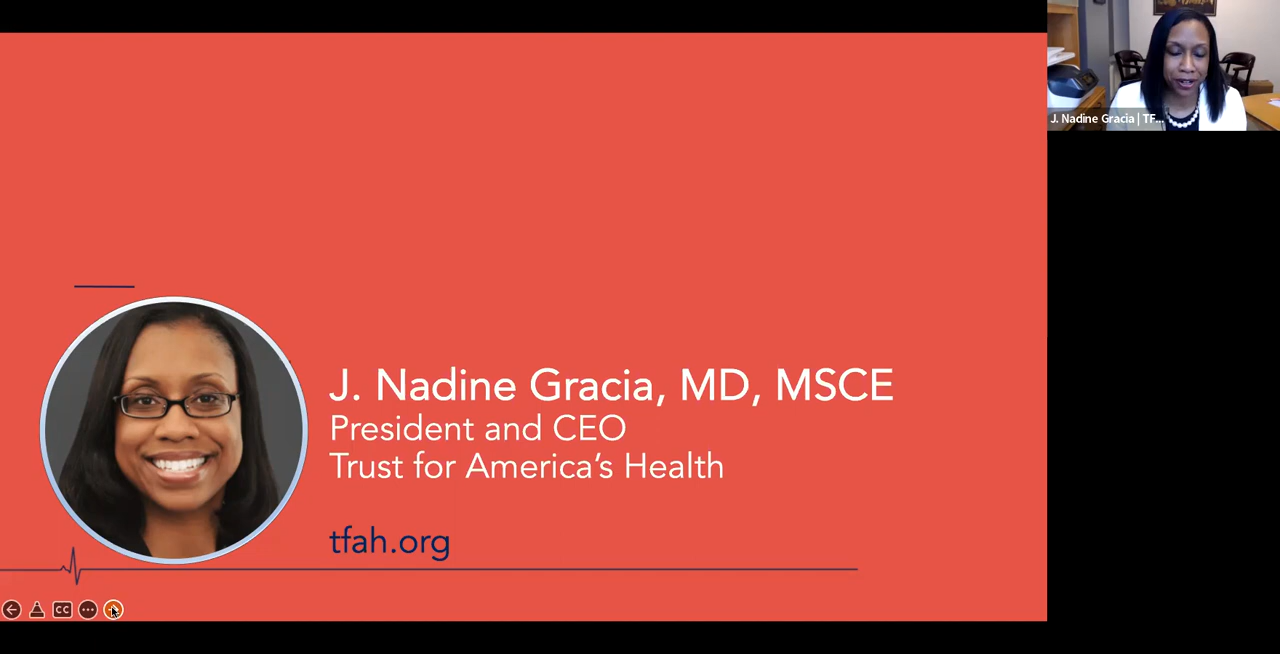 J. Nadine Gracia | TF...
J. Nadine Gracia, MD, MSCE
President and CEO
Trust for America's Health
tfah.org
CC